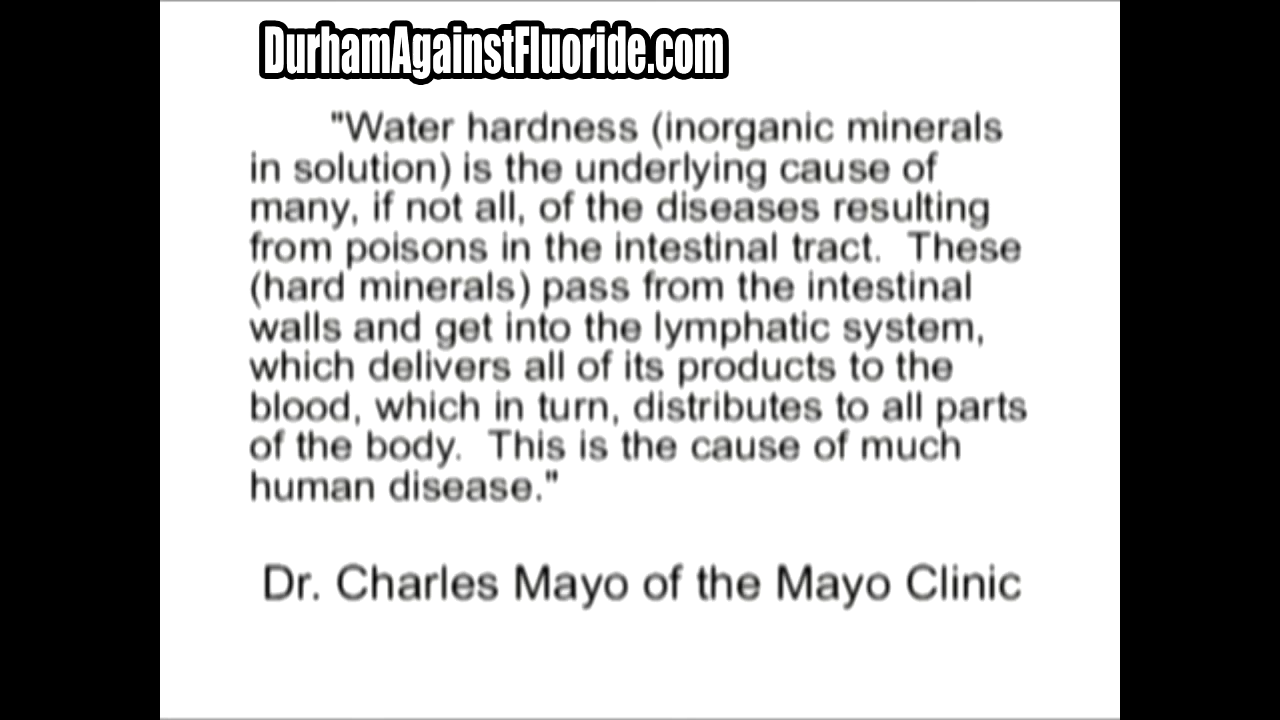 DurhamAgainstFluoride.com
"Water hardness (inorganic minerals
in solution) is the underlying cause of
many, if not all, of the diseases resulting
from poisons in the intestinal tract.  These
(hard minerals) pass from the intestinal
walls and get into the lymphatic system,
which delivers all of its products to the
blood, which in turn, distributes to all parts
of the body.  This is the cause of much
human disease."
Dr. Charles Mayo of the Mayo Clinic